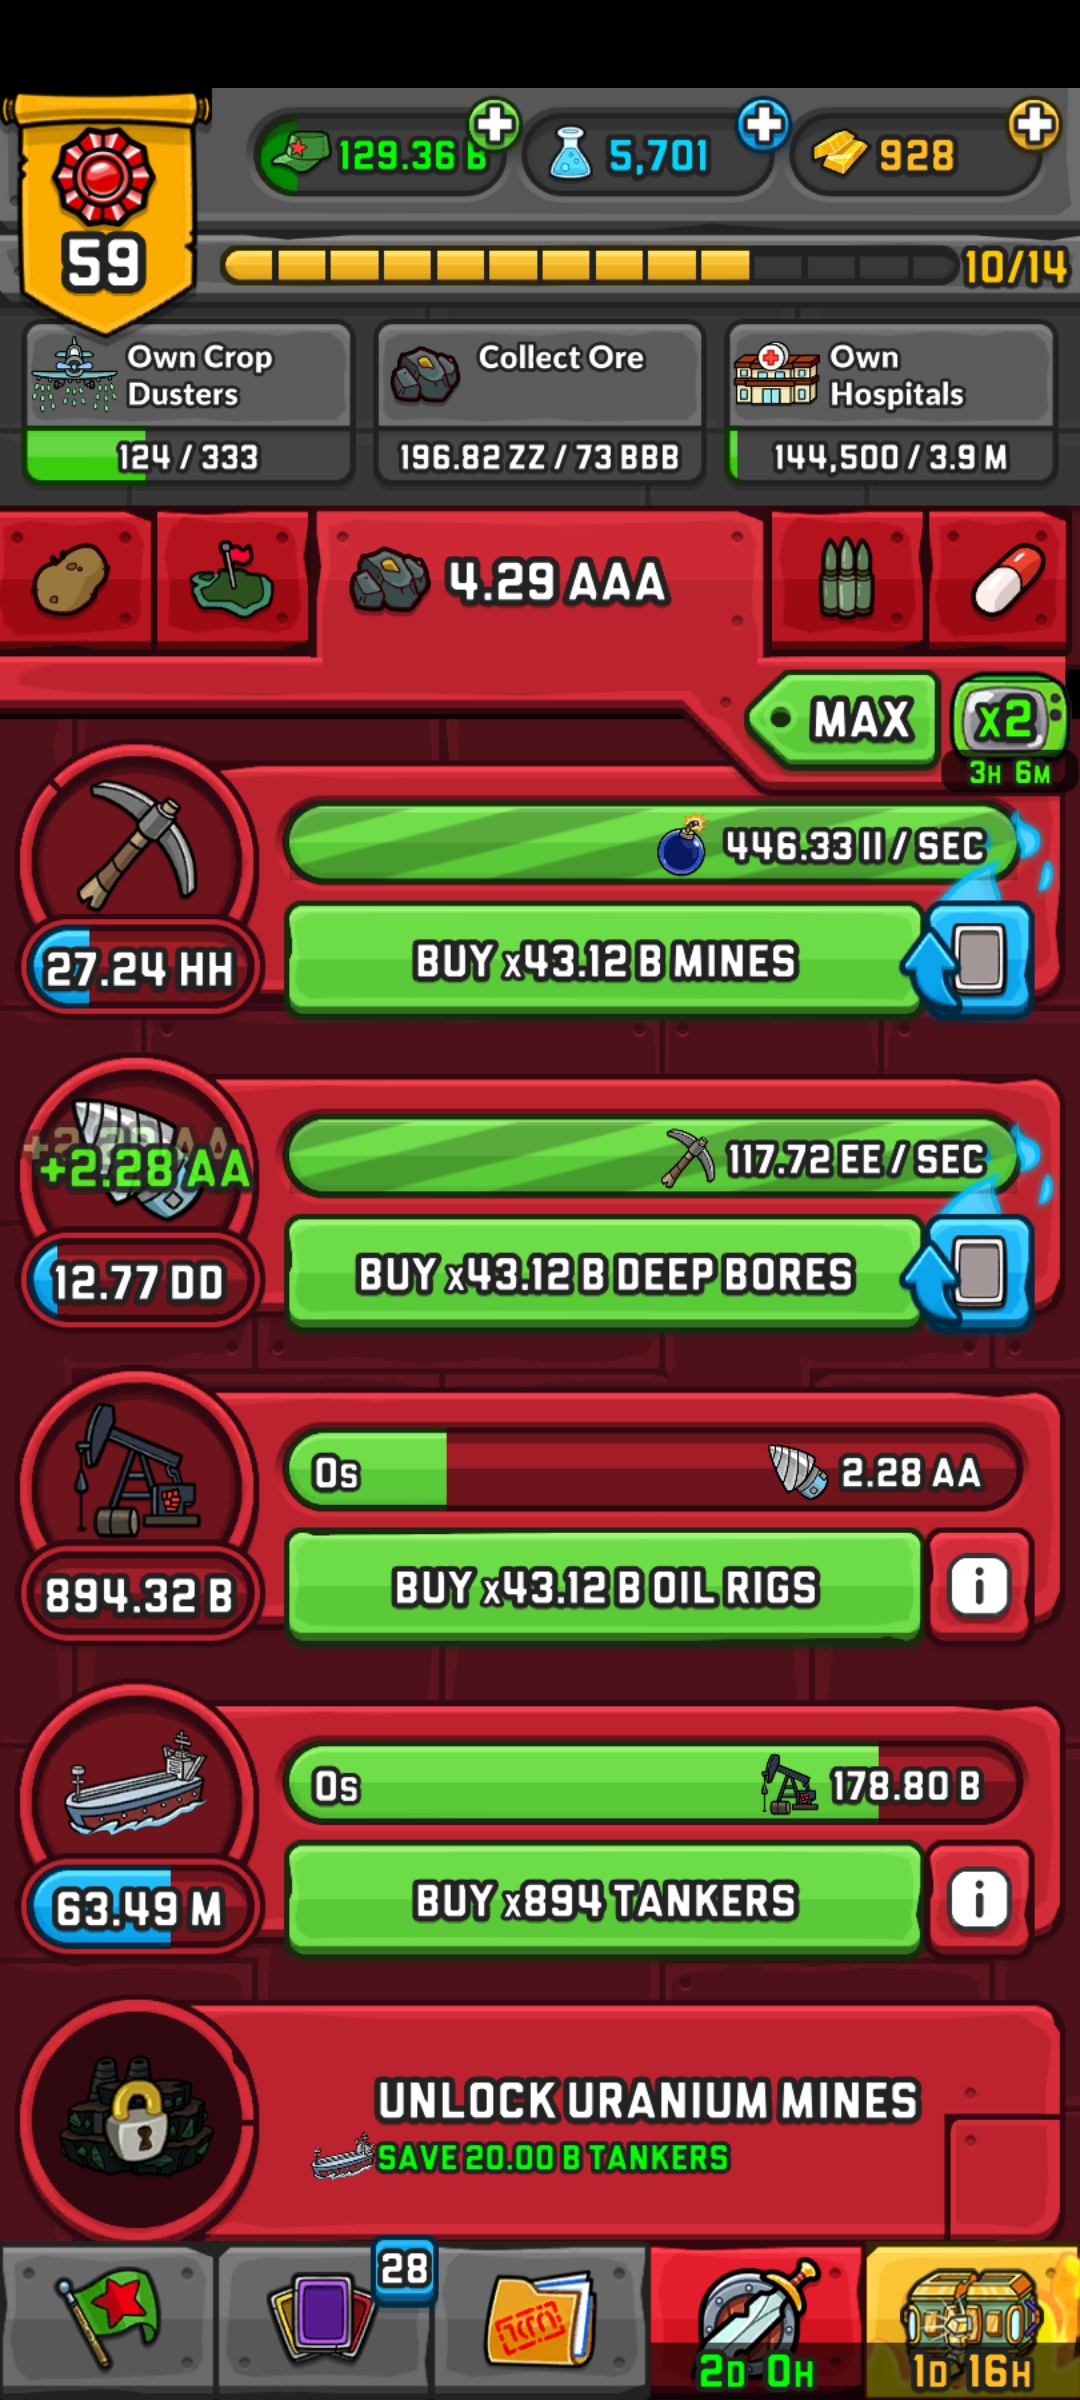 129.36 B
5,701
928
59
10/14
Own Crop
Dusters
124 / 333
Collect Ore
196.82 ZZ / 73 BBB
Own
Hospitals
144,500 / 3.9 M
4.29 AAA
MAX
x2
3H 6M
446.33 II / SEC
27.24 HH
BUY x43.12 B MINES
+2.28 AA
117.72 EE / SEC
12.77 DD
BUY x43.12 B DEEP BORES
0s
2.28 AA
894.32 B
BUY x43.12 B OIL RIGS
i
0s
178.80 B
63.49 M
BUY x894 TANKERS
i
UNLOCK URANIUM MINES
SAVE 20.00 B TANKERS
28
2D 0H
1D 16H